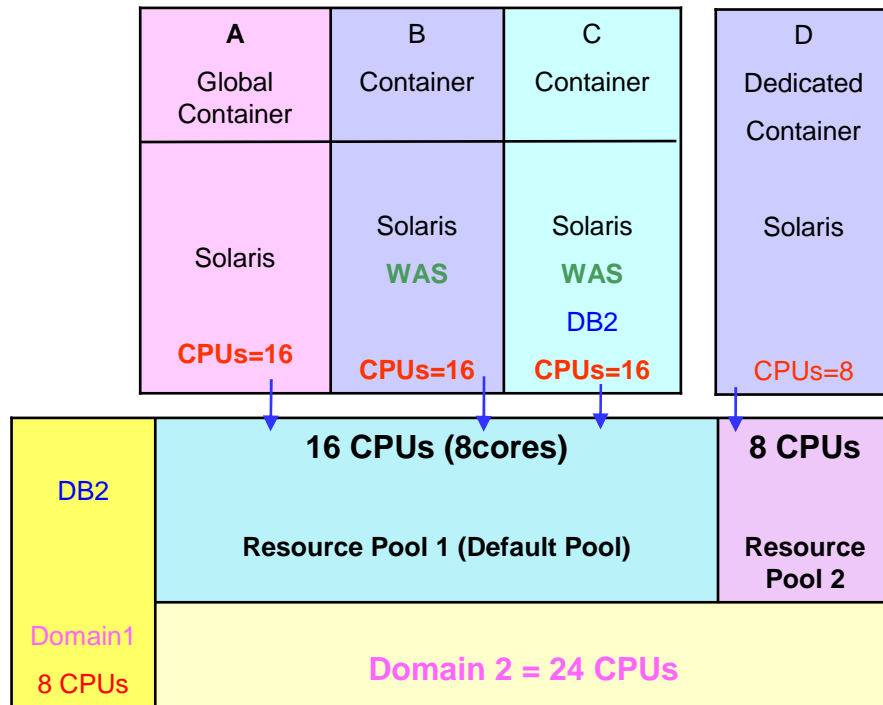 A
Global
Container
Solaris
CPUs=16
B
Container
Solaris
WAS
CPUs=16
C
Container
Solaris
WAS
DB2
CPUs=16
D
Dedicated
Container
Solaris
CPUs=8
DB2
Domain1
8 CPUs
16 CPUs (8cores)
Resource Pool 1 (Default Pool)
8 CPUs
Resource
Pool 2
Domain 2 = 24 CPUs